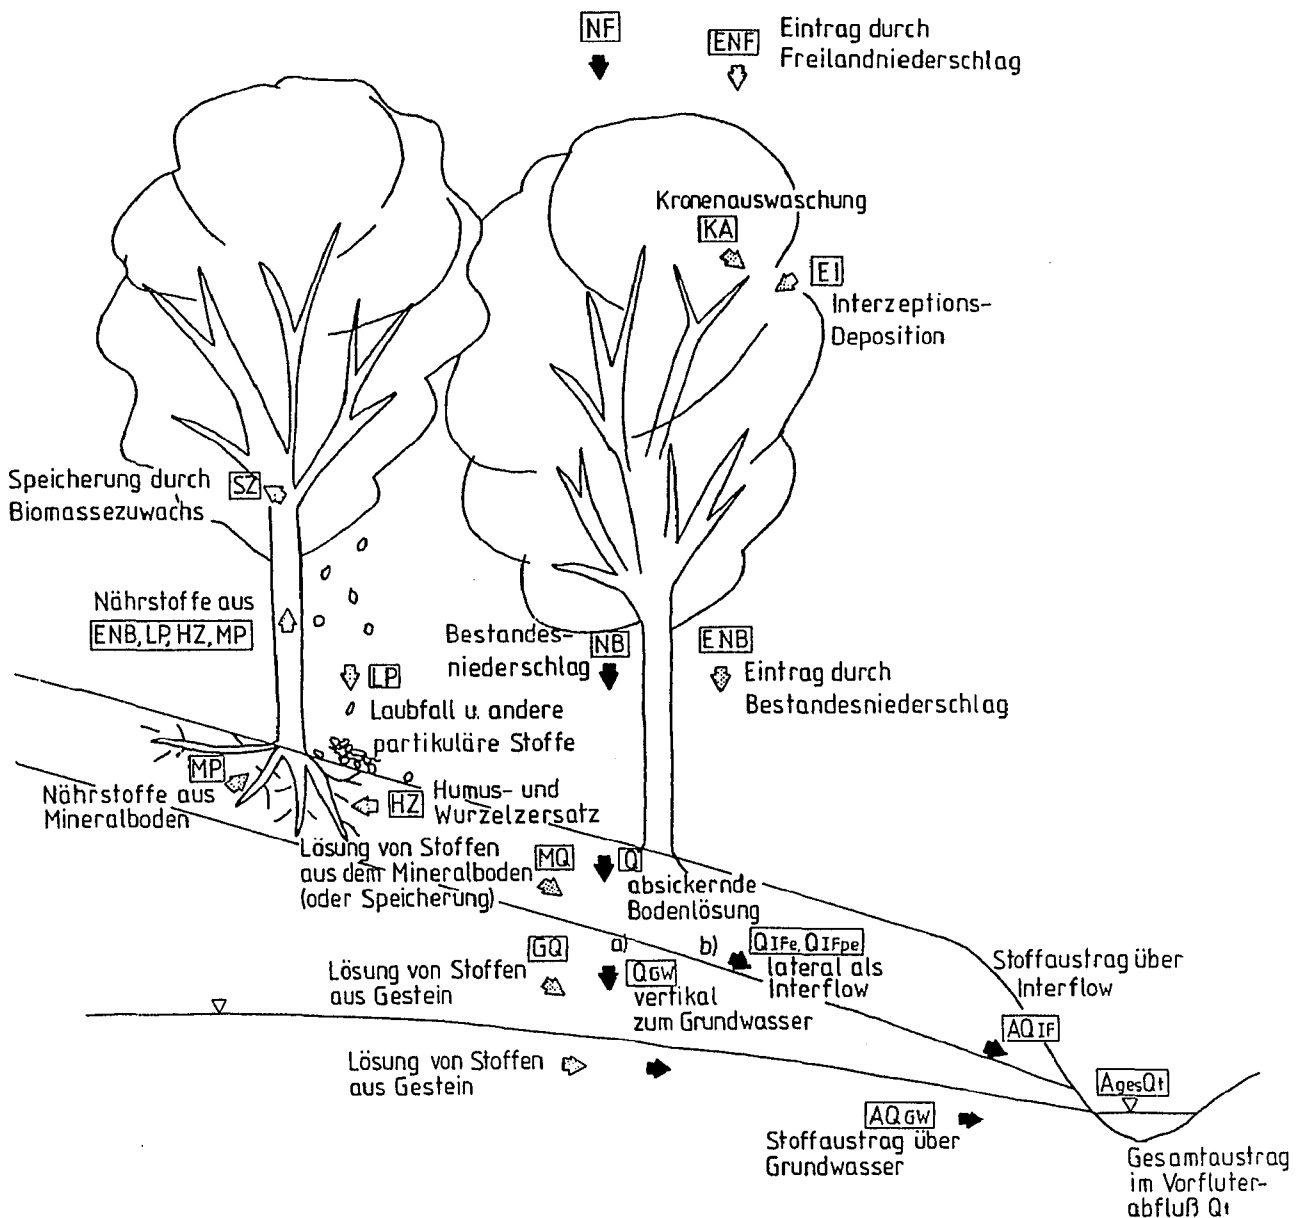 NF
ENF
Eintrag durch
Freilandniederschlag
Kronenauswaschung
KA
EI
Interzeptions-
Deposition
Speicherung durch
Biomassezuwachs
SZ
Nährstoffe aus
ENB, LP, HZ, MP
Bestandes-
niederschlag
NB
ENB
Eintrag durch
Bestandesniederschlag
LP
Laubfall u. andere
partikuläre Stoffe
MP
Nährstoffe aus
Mineralboden
HZ
Humus- und
Wurzelzersatz
Lösung von Stoffen
aus dem Mineralboden
(oder Speicherung)
MQ
Q
absickernde
Bodenlösung
GQ
Lösung von Stoffen
aus Gestein
a)
QGW
vertikal
zum Grundwasser
b)
QIFe, QIFpe
lateral als
Interflow
Stoffaustrag über
Interflow
AQIF
Lösung von Stoffen
aus Gestein
AQGW
Stoffaustrag über
Grundwasser
AgesQt
Gesamtaustrag
im Vorfluter-
abfluß Qt